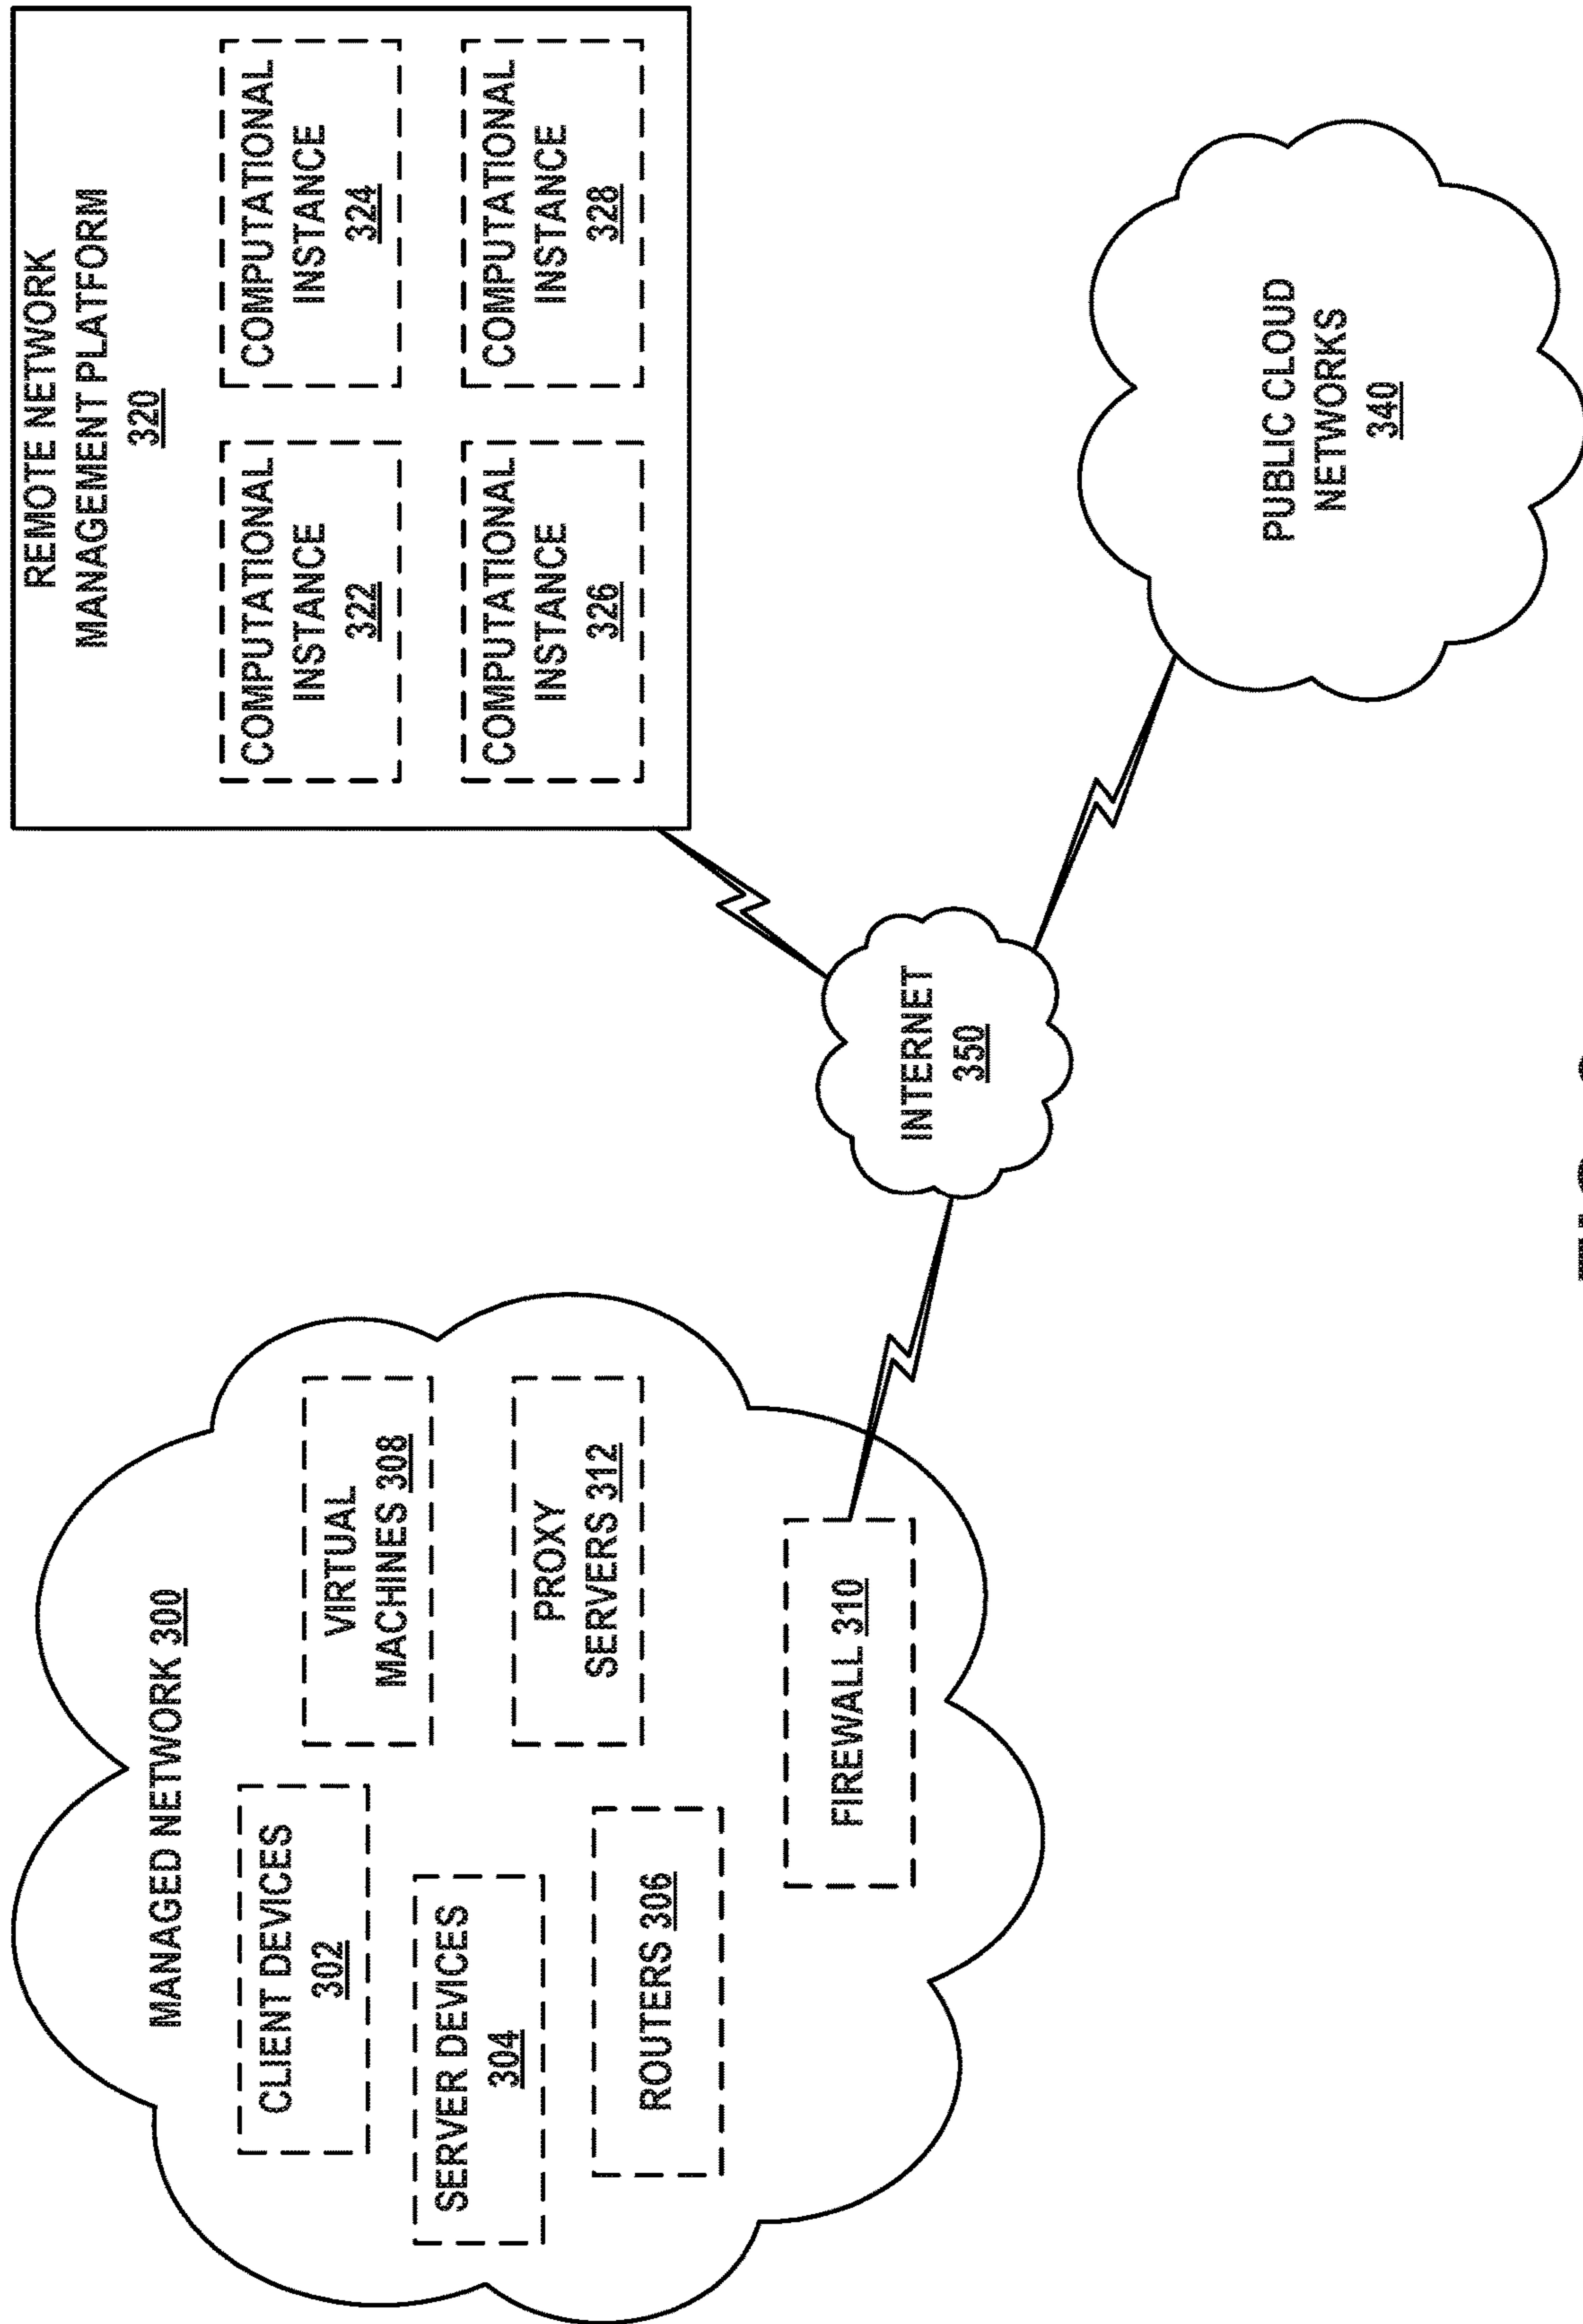 MANAGED NETWORK 300
CLIENT DEVICES
302
SERVER DEVICES
304
ROUTERS 306
VIRTUAL
MACHINES 308
PROXY
SERVERS 312
FIREWALL 310
INTERNET
350
REMOTE NETWORK
MANAGEMENT PLATFORM
320
COMPUTATIONAL
INSTANCE
322
COMPUTATIONAL
INSTANCE
324
COMPUTATIONAL
INSTANCE
326
COMPUTATIONAL
INSTANCE
328
PUBLIC CLOUD
NETWORKS
340